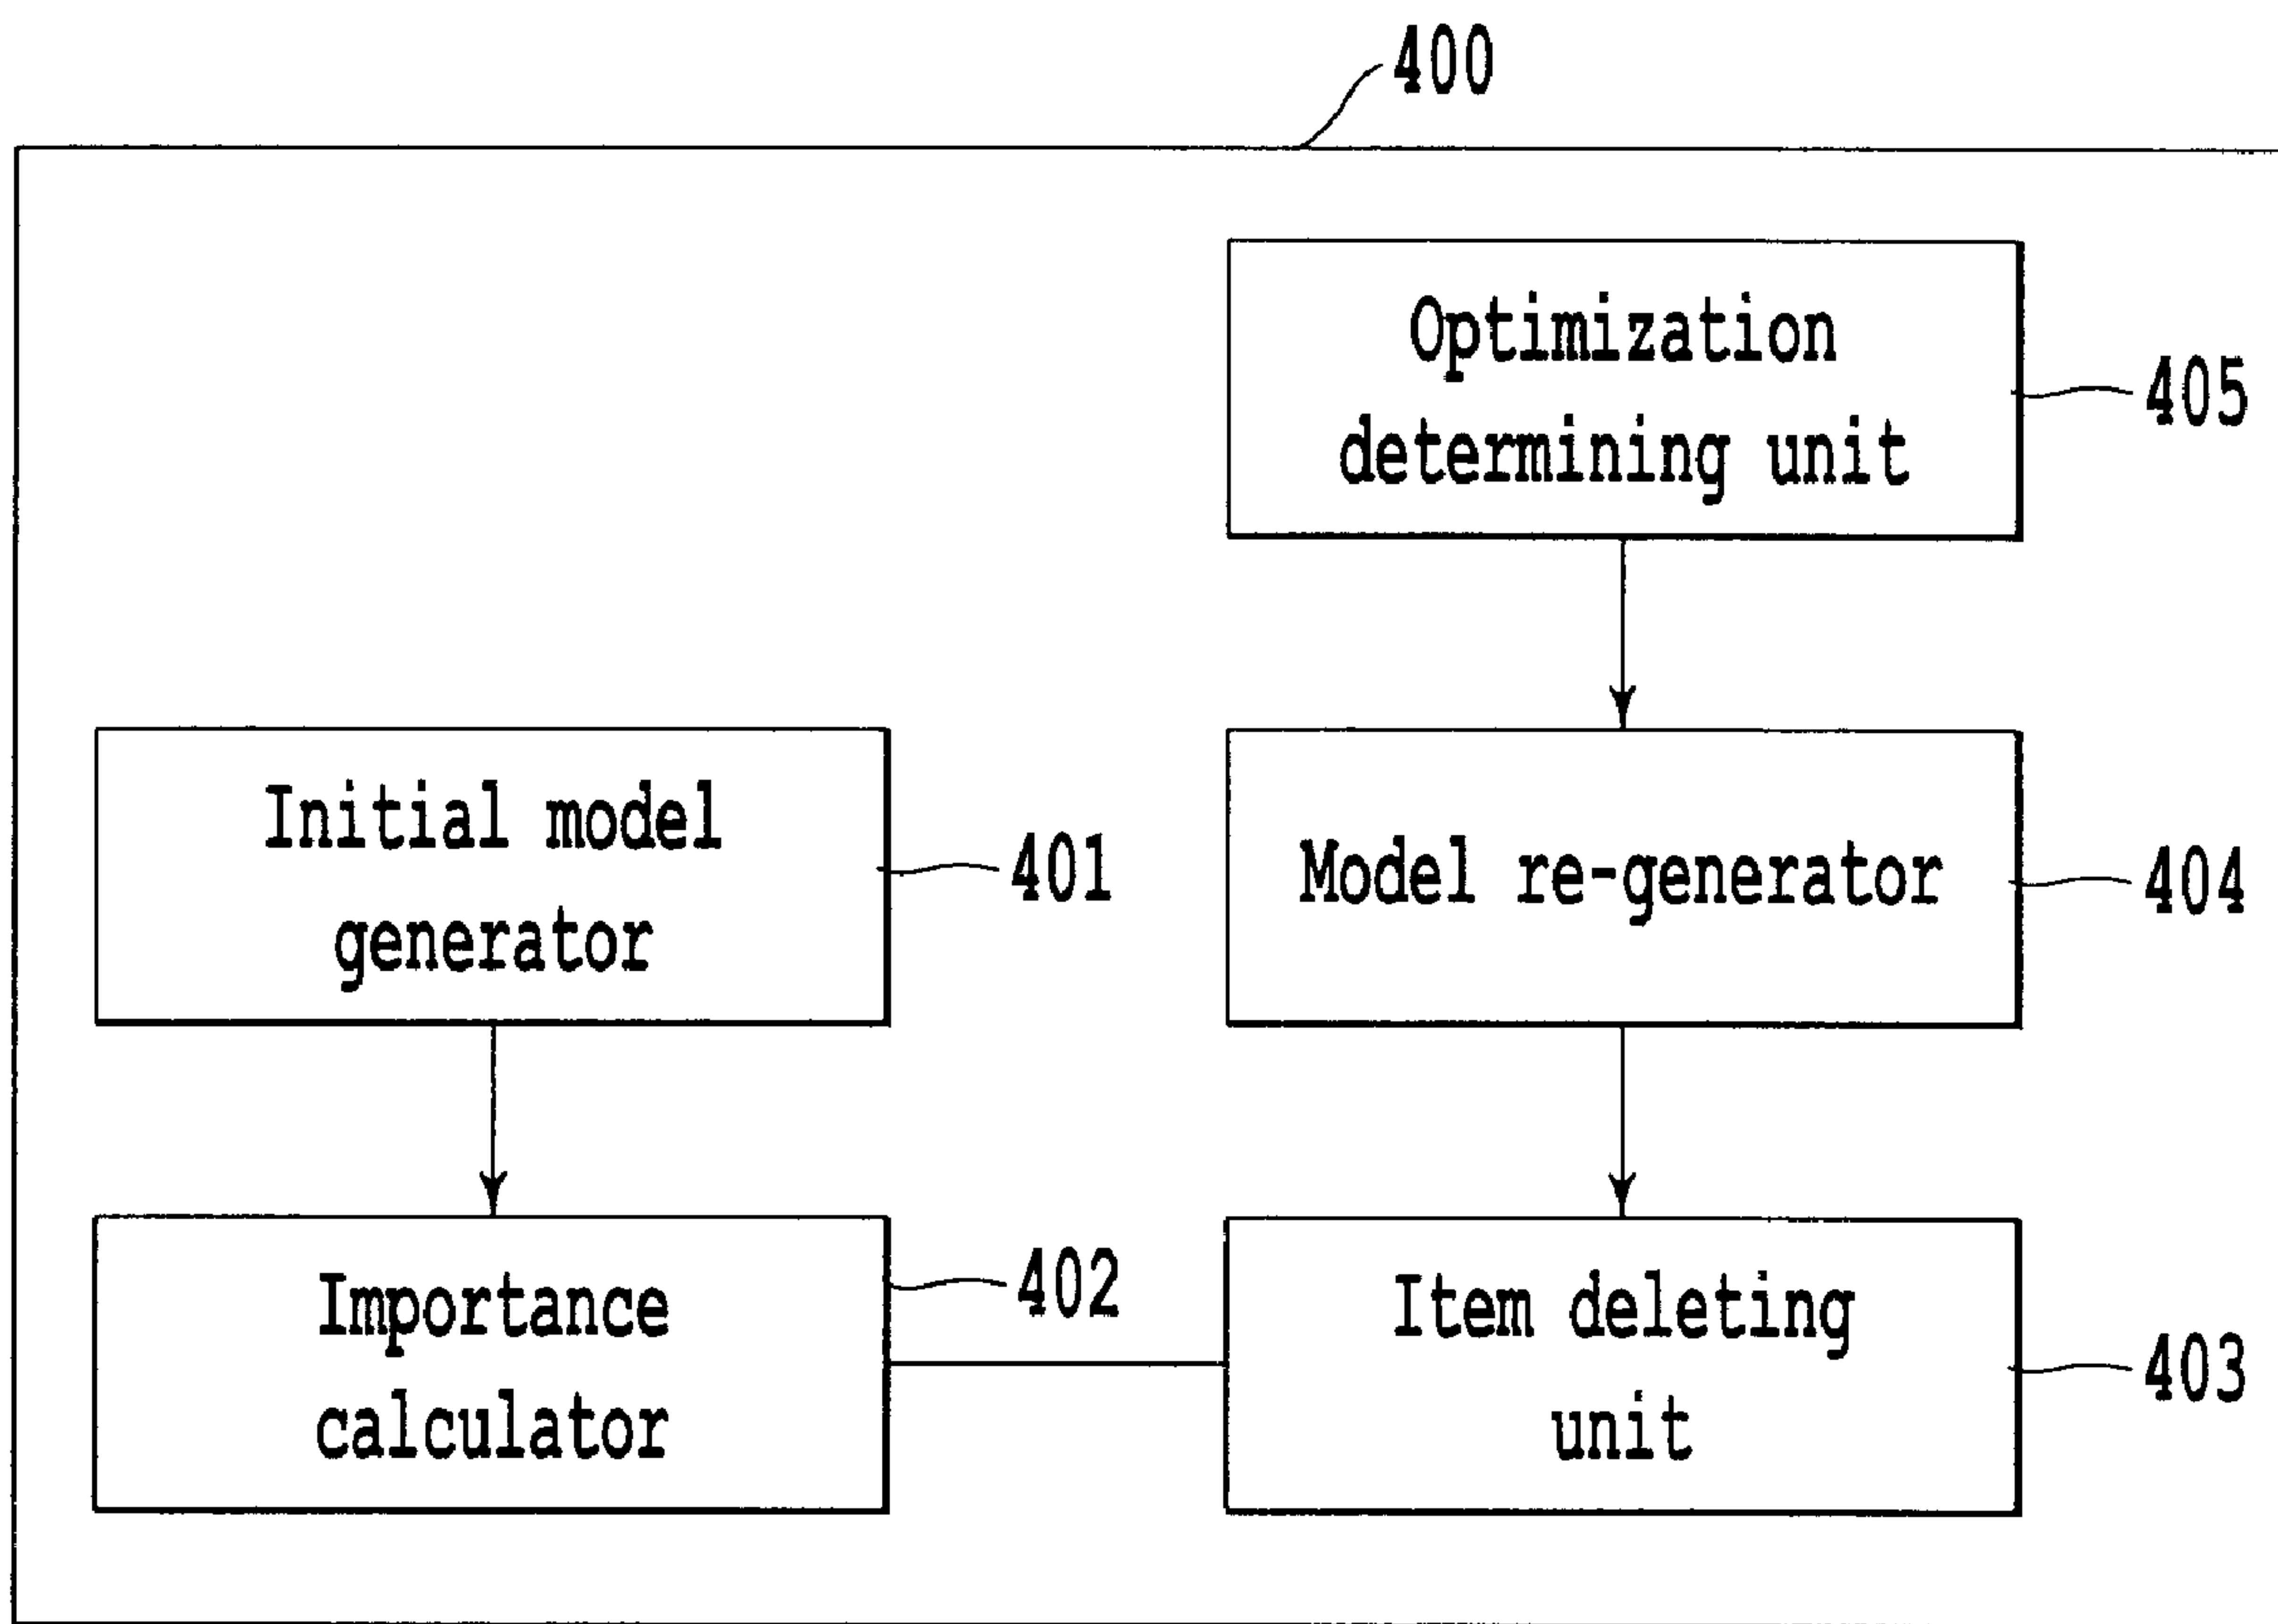 400
Optimization
determining unit
405
Initial model
generator
401
Model re-generator
404
Importance
calculator
402
Item deleting
unit
403